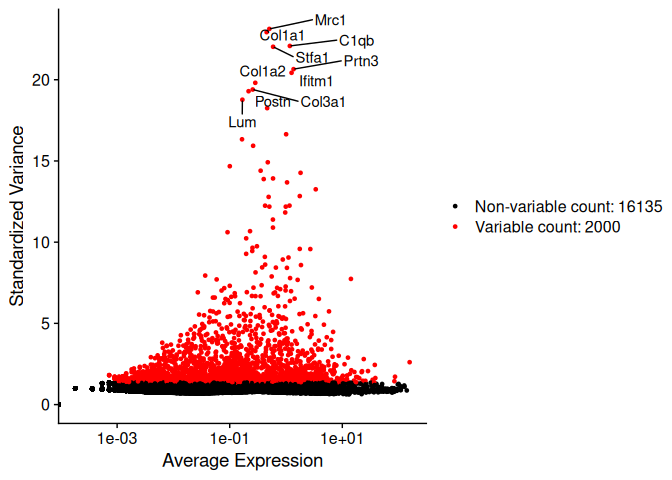 Mrc1
Col1a1
C1qb
Stfa1
Prtn3
Col1a2
Ifitm1
Postn
Col3a1
Lum
20
15
10
5
0
Standardized Variance
1e-03
1e-01
1e+01
Average Expression
Non-variable count: 16135
Variable count: 2000